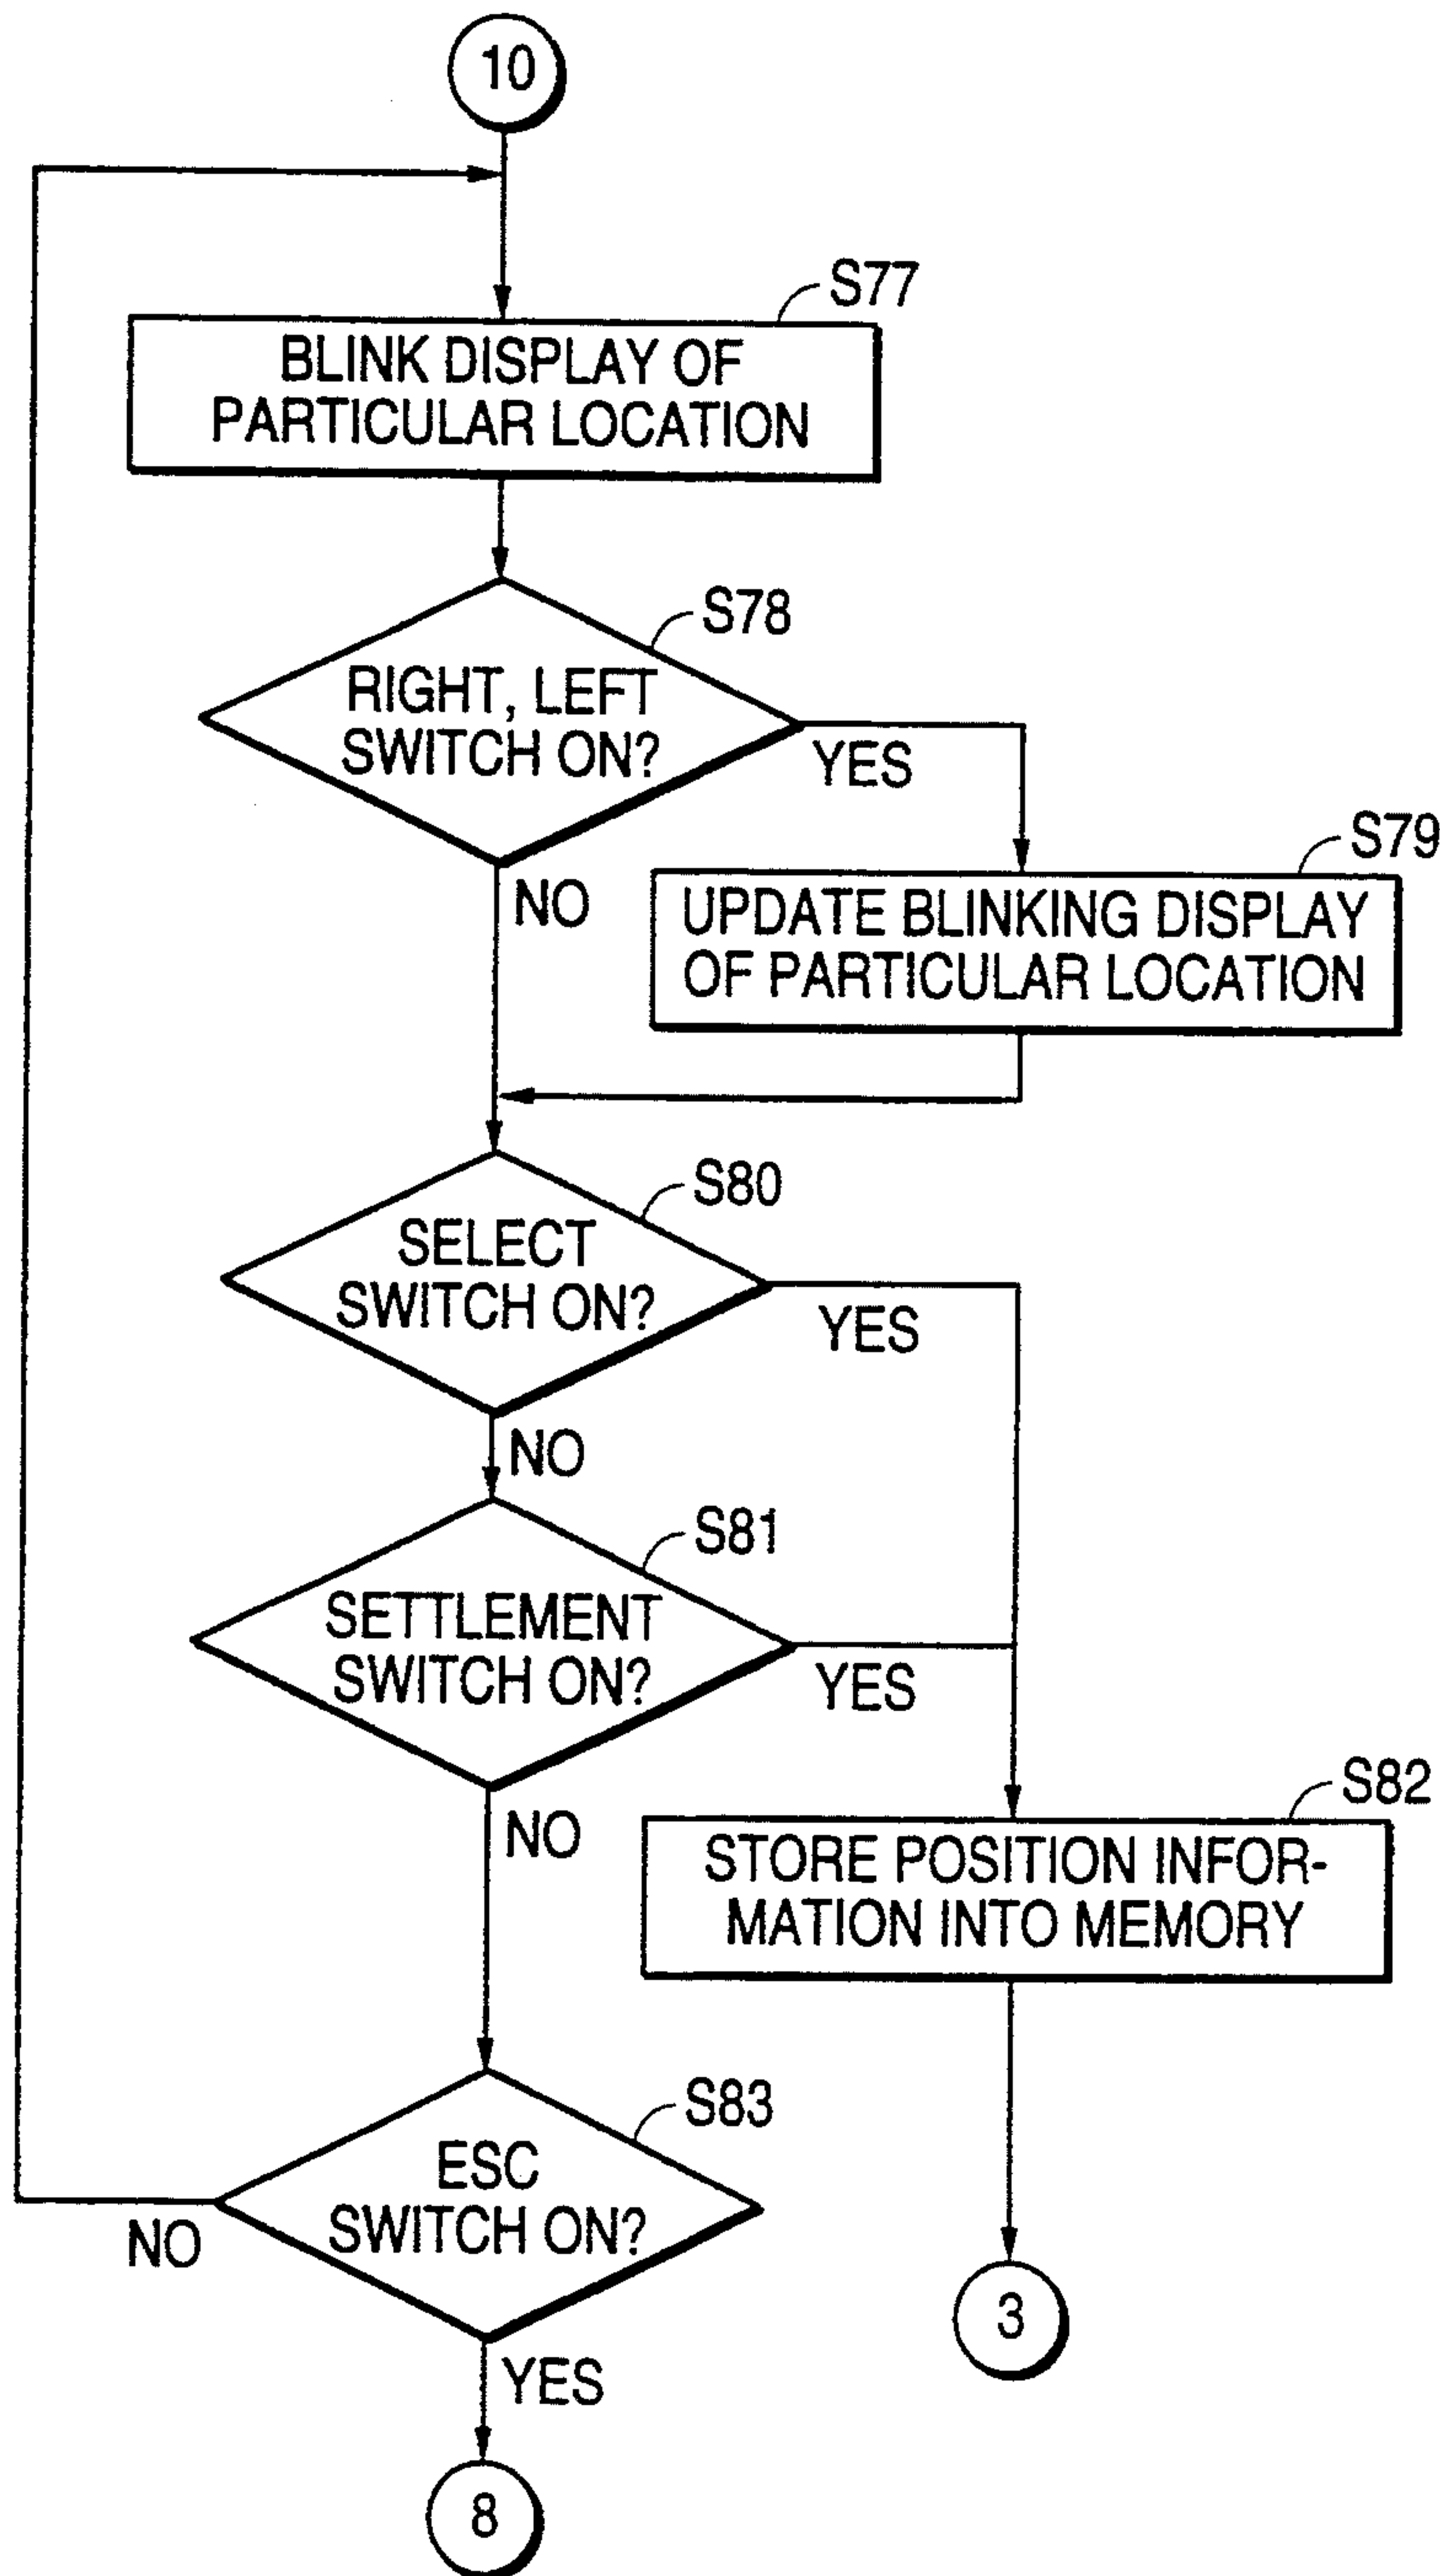 10
S77
BLINK DISPLAY OF
PARTICULAR LOCATION
S78
RIGHT, LEFT
SWITCH ON?
YES
NO
S79
UPDATE BLINKING DISPLAY
OF PARTICULAR LOCATION
S80
SELECT
SWITCH ON?
YES
NO
S81
SETTLEMENT
SWITCH ON?
YES
NO
S82
STORE POSITION INFOR-
MATION INTO MEMORY
S83
ESC
SWITCH ON?
NO
YES
3
8